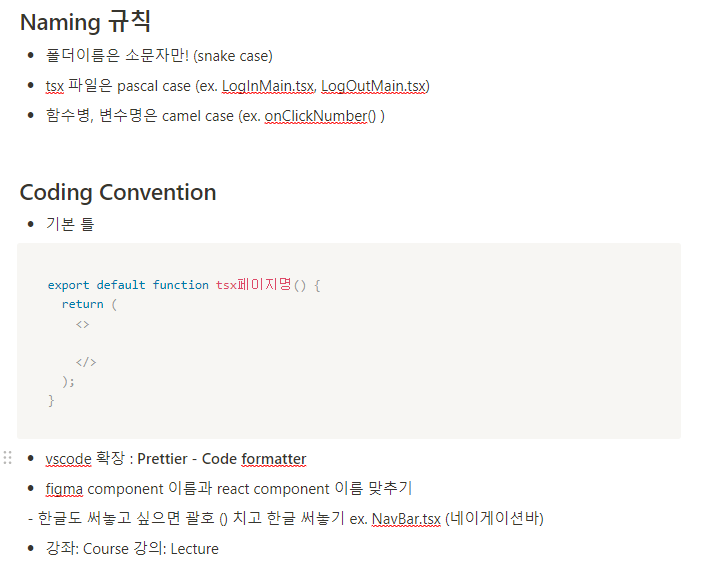 Naming 규칙
• 폴더이름은 소문자만! (snake case)
• tsx 파일은 pascal case (ex. LogInMain.tsx, LogOutMain.tsx)
• 함수병, 변수명은 camel case (ex. onClickNumber() )
Coding Convention
• 기본 틀
export default function tsx페이지명() {
  return (
    <>
    </>
  );
}
• vscode 확장 : Prettier - Code formatter
• figma component 이름과 react component 이름 맞추기
- 한글도 써놓고 싶으면 괄호 () 치고 한글 써놓기 ex. NavBar.tsx (네이게이션바)
• 강좌: Course 강의: Lecture